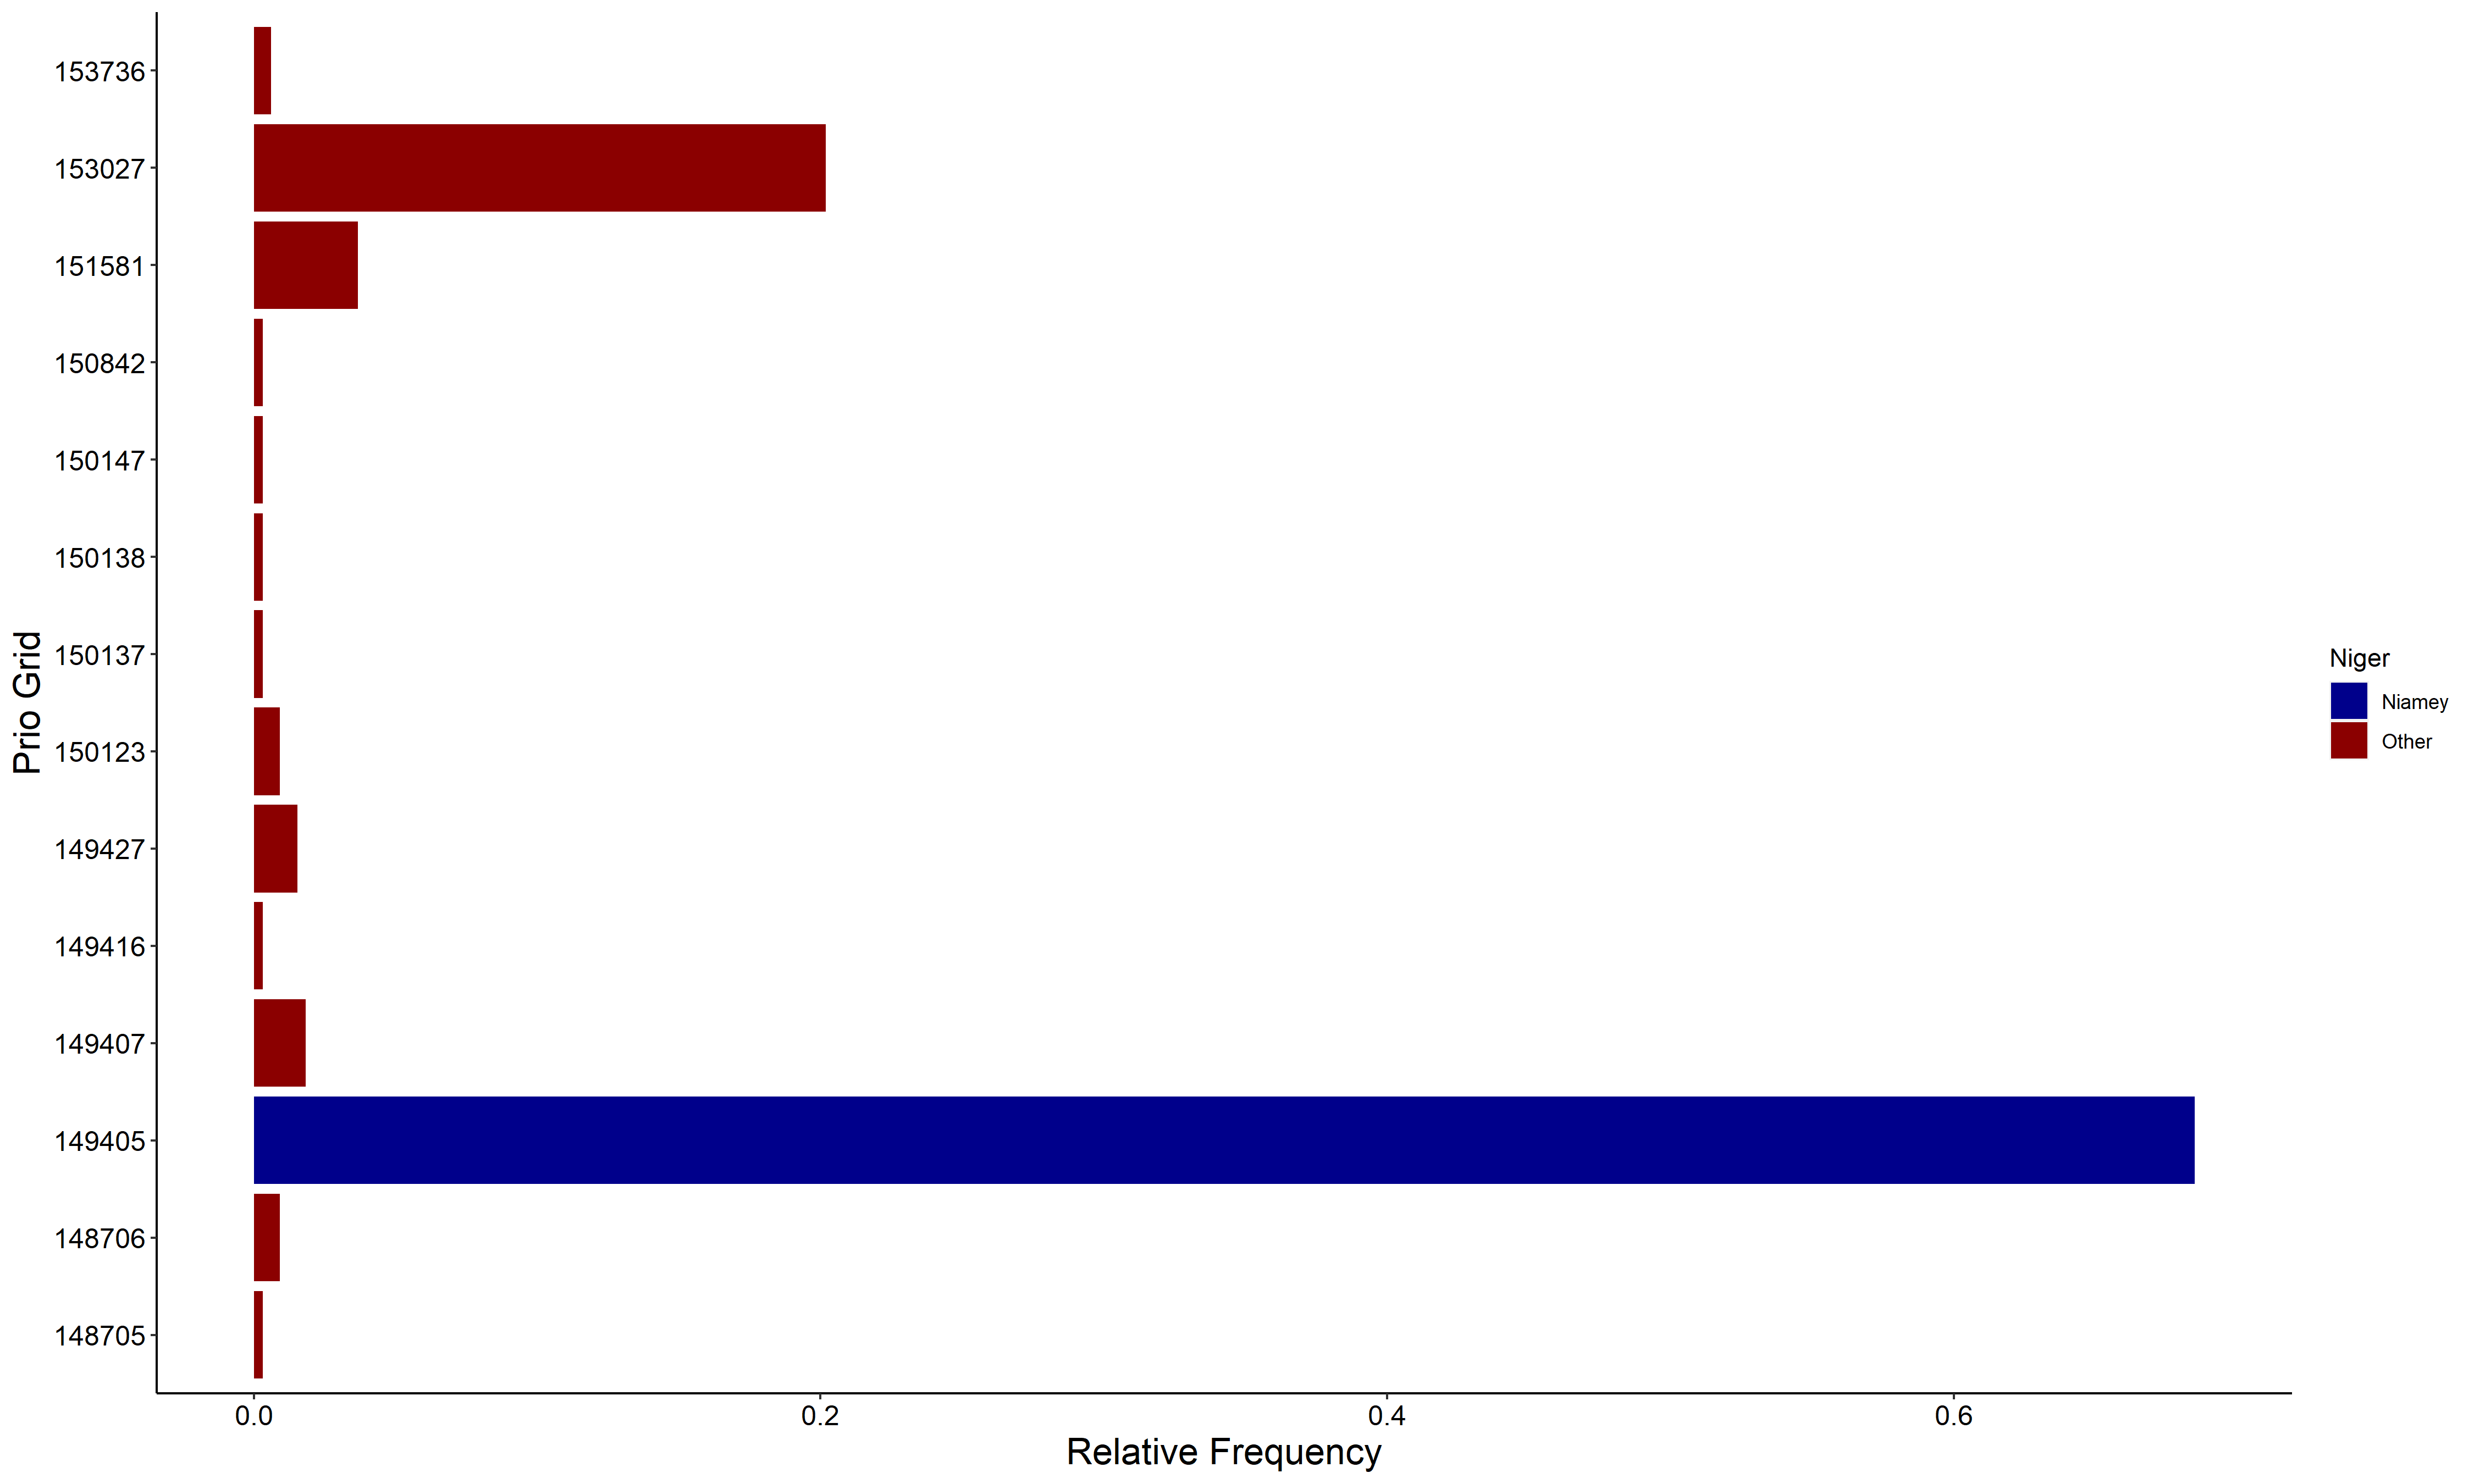 153736
153027
151581
150842
150147
150138
150137
150123
149427
149416
149407
149405
148706
148705
Prio Grid
0.0 0.2 0.4 0.6
Relative Frequency
Niger
Niamey
Other